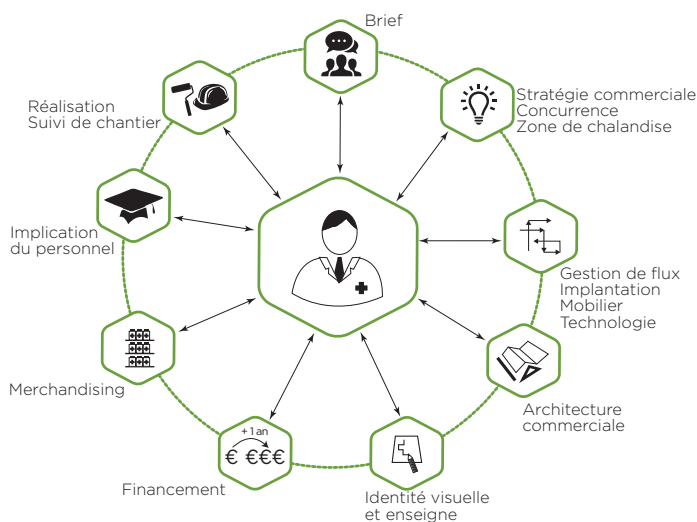 Brief
Stratégie commerciale
Concurrence
Zone de chalandise
Gestion de flux
Implantation
Mobilier
Technologie
Architecture
commerciale
Identité visuelle
et enseigne
Financement
+1 an
€ €€€
Merchandising
Implication
du personnel
Réalisation
Suivi de chantier